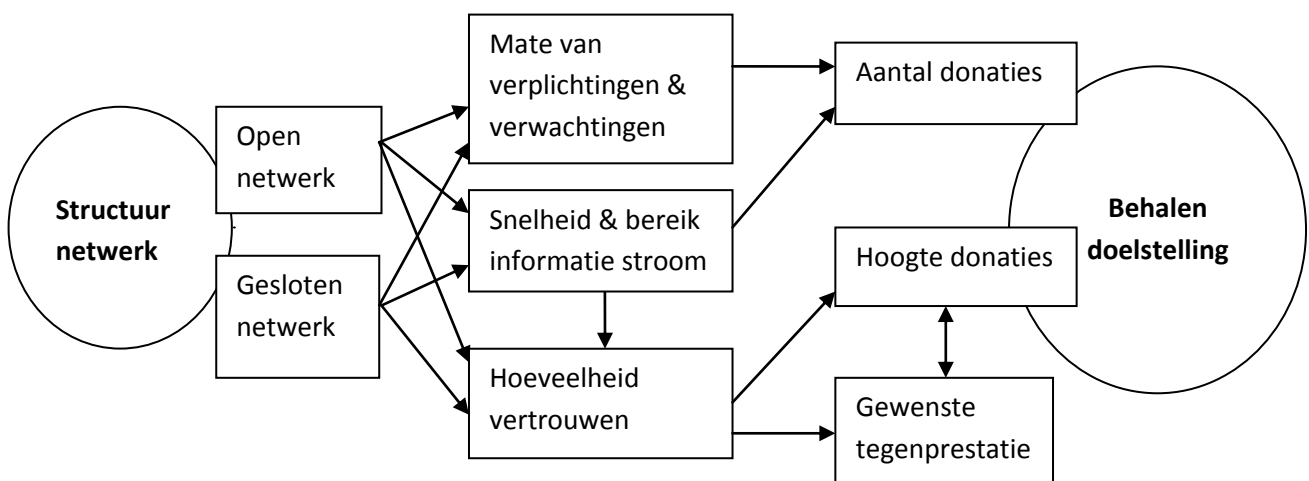 Structuur
netwerk
Open
netwerk
Gesloten
netwerk
Mate van
verplichtingen &
verwachtingen
Snelheid & bereik
informatie stroom
Hoeveelheid
vertrouwen
Aantal donaties
Hoogte donaties
Gewenste
tegenprestatie
Behalen
doelstelling